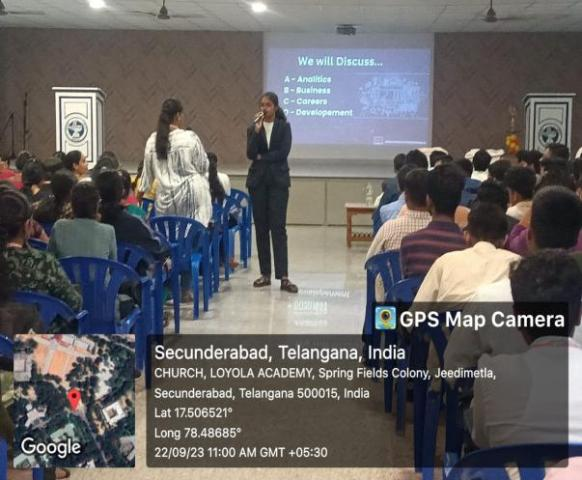 We will Discuss...
A - Analitics
B - Business
C - Careers
D - Developement
GPS Map Camera
Secunderabad, Telangana, India
CHURCH, LOYOLA ACADEMY, Spring Fields Colony, Jeedimetla,
Secunderabad, Telangana 500015, India
Lat 17.506521°
Long 78.48685°
22/09/23 11:00 AM GMT +05:30
Google